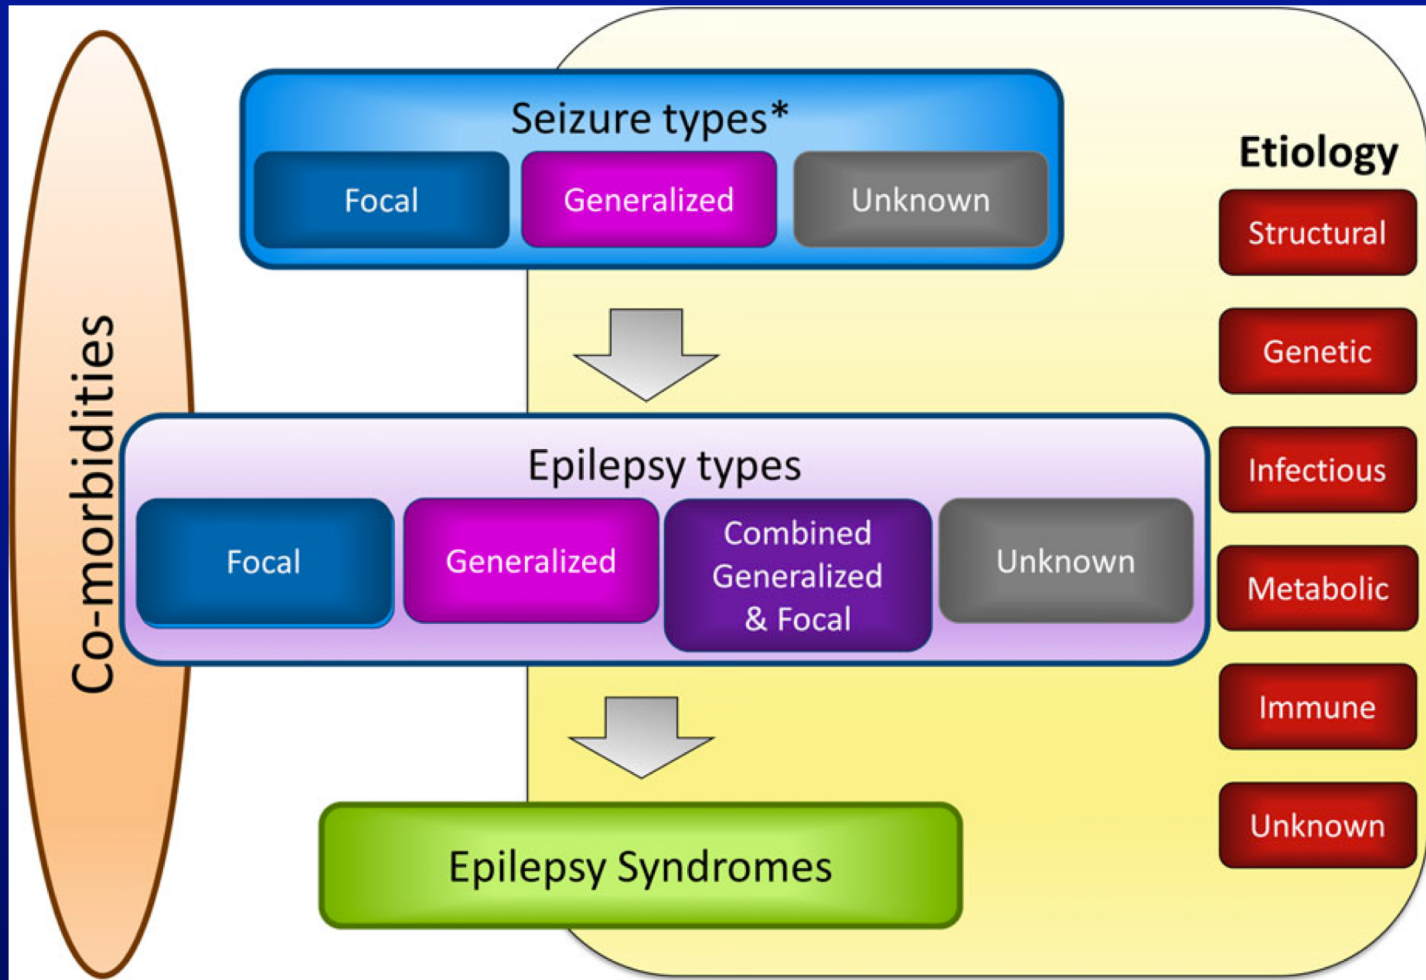 Seizure types*
Focal
Generalized
Unknown
Etiology
Structural
Genetic
Infectious
Metabolic
Immune
Unknown
Co-morbidities
Epilepsy types
Focal
Generalized
Combined
Generalized
& Focal
Unknown
Epilepsy Syndromes